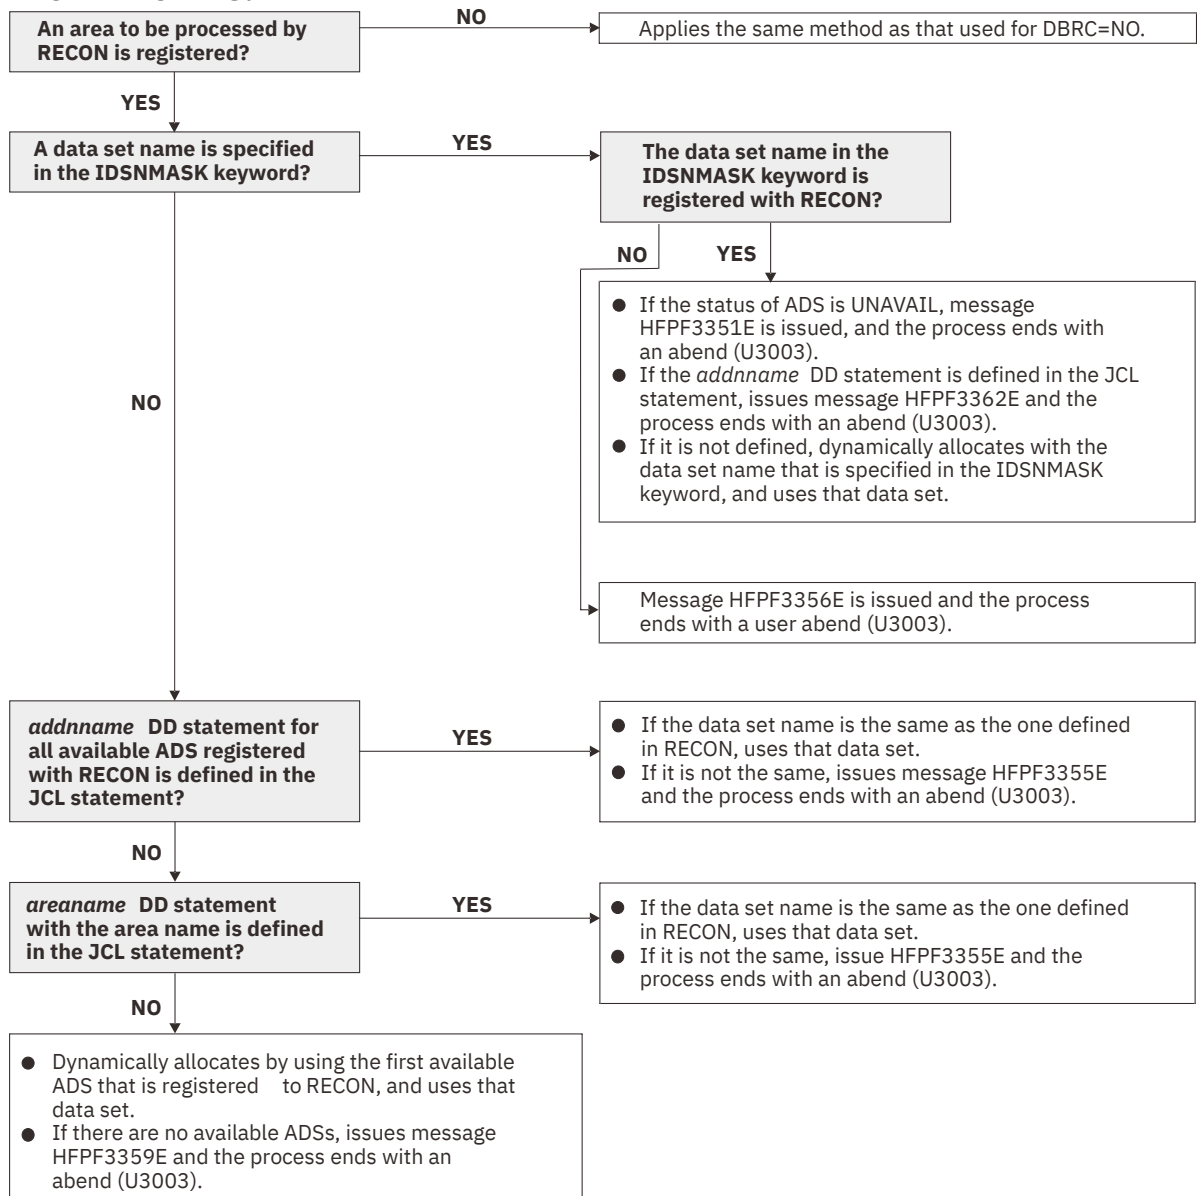 An area to be processed by
RECON is registered?
NO
Applies the same method as that used for DBRC=NO.
YES
A data set name is specified
in the IDSNMASK keyword?
YES
The data set name in the
IDSNMASK keyword is
registered with RECON?
NO
YES
● If the status of ADS is UNAVAIL, message
HFPF3351E is issued, and the process ends with
an abend (U3003).
● If the addnname DD statement is defined in the JCL
statement, issues message HFPF3362E and the
process ends with an abend (U3003).
● If it is not defined, dynamically allocates with the
data set name that is specified in the IDSNMASK
keyword, and uses that data set.
NO
Message HFPF3356E is issued and the process
ends with a user abend (U3003).
addnname DD statement for
all available ADS registered
with RECON is defined in the
JCL statement?
YES
● If the data set name is the same as the one defined
in RECON, uses that data set.
● If it is not the same, issues message HFPF3355E
and the process ends with an abend (U3003).
NO
areaname DD statement
with the area name is defined
in the JCL statement?
YES
● If the data set name is the same as the one defined
in RECON, uses that data set.
● If it is not the same, issue HFPF3355E and the
process ends with an abend (U3003).
NO
● Dynamically allocates by using the first available
ADS that is registered to RECON, and uses that
data set.
● If there are no available ADSs, issues message
HFPF3359E and the process ends with an
abend (U3003).